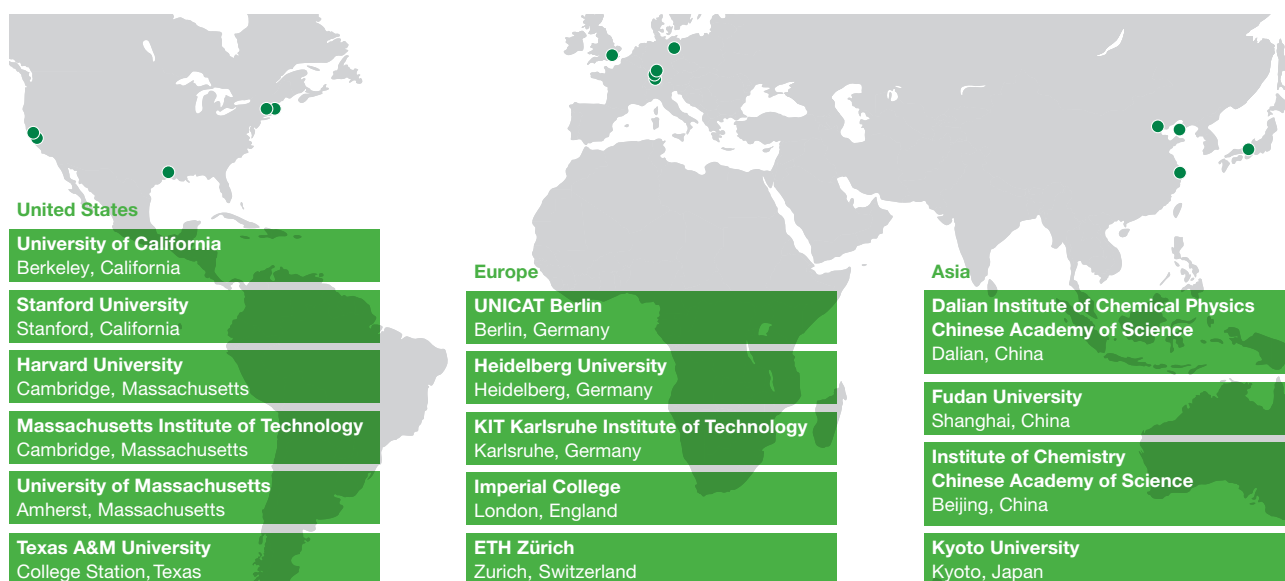 United States
University of California
Berkeley, California
Stanford University
Stanford, California
Harvard University
Cambridge, Massachusetts
Massachusetts Institute of Technology
Cambridge, Massachusetts
University of Massachusetts
Amherst, Massachusetts
Texas A&M University
College Station, Texas
Europe
UNICAT Berlin
Berlin, Germany
Heidelberg University
Heidelberg, Germany
KIT Karlsruhe Institute of Technology
Karlsruhe, Germany
Imperial College
London, England
ETH Zürich
Zurich, Switzerland
Asia
Dalian Institute of Chemical Physics
Chinese Academy of Science
Dalian, China
Fudan University
Shanghai, China
Institute of Chemistry
Chinese Academy of Science
Beijing, China
Kyoto University
Kyoto, Japan